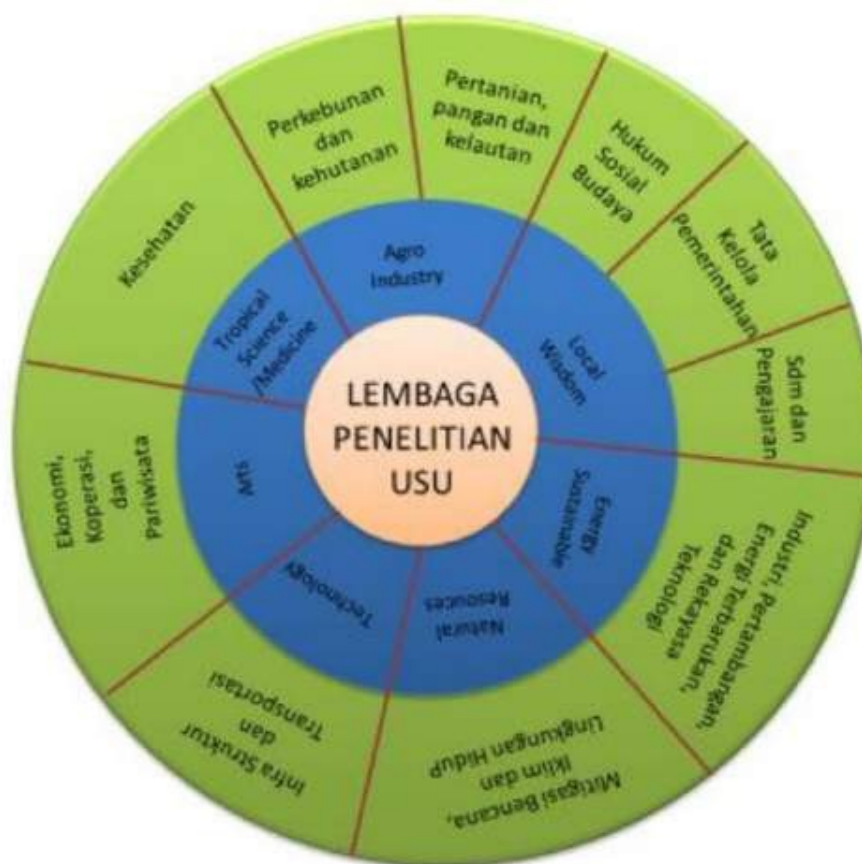 LEMBAGA
PENELITIAN
USU
Agro
Industry
Local
Wisdom
Energy
Sustainable
Natural
Resouces
Technology
Arts
Tropical
Science
/Medicine
Perkebunan
dan
kehutanan
Pertanian,
pangan dan
kelautan
Hukum
Sosial
Budaya
Tata
Kelola
Pemerintahan
Sdm dan
Pengajaran
Industri, Pertambangan,
Energi Terbarukan,
dan Rekayasa
Teknologi
Mitigasi Bencana,
Iklim dan
Lingkungan HiduP
Infra Struktur
dan
Transportasi
Ekonomi,
Koperasi,
dan
Pariwisata
Kesehatan